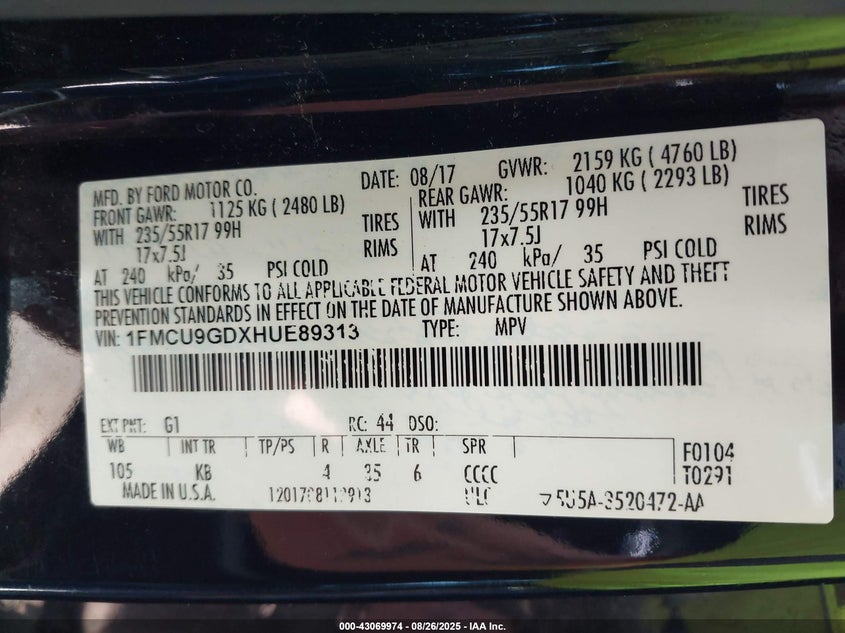 MFD. BY FORD MOTOR CO.
DATE: 08/17
GVWR: 2159 KG ( 4760 LB)
FRONT GAWR: 1125 KG ( 2480 LB)
REAR GAWR: 1040 KG ( 2293 LB)
WITH 235/55R17 99H TIRES
WITH 235/55R17 99H TIRES
17x7.5J RIMS
17x7.5J RIMS
AT 240 kPa/ 35 PSI COLD
AT 240 kPa/ 35 PSI COLD
THIS VEHICLE CONFORMS TO ALL APPLICABLE FEDERAL MOTOR VEHICLE SAFETY AND THEFT
PREVENTION STANDARDS IN EFFECT ON THE DATE OF MANUFACTURE SHOWN ABOVE.
VIN: 1FMCU9GDXHUE89313 TYPE: MPV
EXT PNT: G1 RC: 44 DSO:
WB INT TR TP/PS R AXLE TR SPR
105 KB 4 35 6 CCCC
F0104
T0291
MADE IN U.S.A.
000-43069974 | 08/26/2025 - IAA Inc.